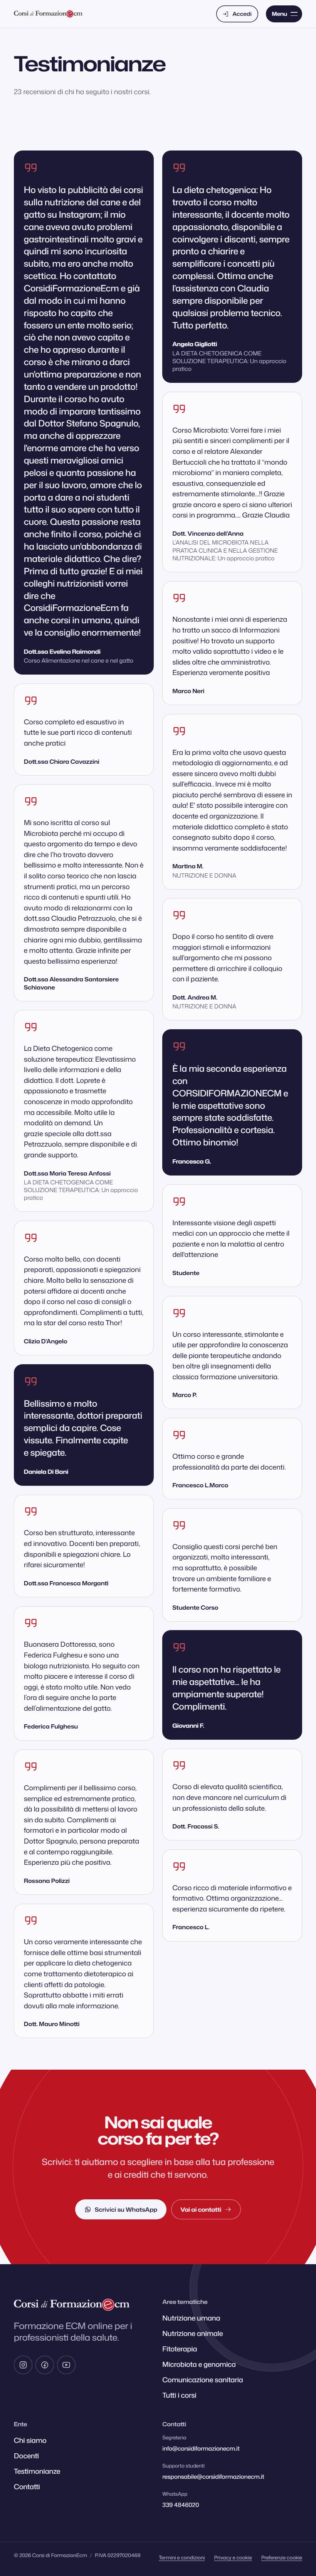 Corsi di Formazion@cm
Accedi
Menu
Testimonianze
23 recensioni di chi ha seguito i nostri corsi.
Ho visto la pubblicità dei corsi
sulla nutrizione del cane e del
gatto su Instagram; il mio
cane aveva avuto problemi
gastrointestinali molto gravi e
quindi mi sono incuriosita
subito, ma ero anche molto
scettica. Ho contattato
CorsidiFormazioneEcm e già
dal modo in cui mi hanno
risposto ho capito che
fossero un ente molto serio;
ciò che non avevo capito e
che ho appreso durante il
corso è che mirano a darci
un'ottima preparazione e non
tanto a vendere un prodotto!
Durante il corso ho avuto
modo di imparare tantissimo
dal Dottor Stefano Spagnulo,
ma anche di apprezzare
l'enorme amore che ha verso
questi meravigliosi amici
pelosi e quanta passione ha
per il suo lavoro, amore che lo
porta a dare a noi studenti
tutto il suo sapere con tutto il
cuore. Questa passione resta
anche finito il corso, poiché ci
ha lasciato un'abbondanza di
materiale didattico. Che dire?
Prima di tutto grazie! E ai miei
colleghi nutrizionisti vorrei
dire che
CorsidiFormazioneEcm fa
anche corsi in umana, quindi
ve la consiglio enormemente!
Dott.ssa Evelina Raimondi
Corso Alimentazione nel cane e nel gatto
Corso completo ed esaustivo in
tutte le sue parti ricco di contenuti
anche pratici
Dott.ssa Chiara Cavazzini
Mi sono iscritta al corso sul
Microbiota perché mi occupo di
questo argomento da tempo e devo
dire che l'ho trovato davvero
bellissimo e molto interessante. Non è
il solito corso teorico che non lascia
strumenti pratici, ma un percorso
ricco di contenuti e spunti utili. Ho
avuto modo di relazionarmi con la
dott.ssa Claudia Petrazzuolo, che si è
dimostrata sempre disponibile a
chiarire ogni mio dubbio, gentilissima
e molto attenta. Grazie infinite per
questa bellissima esperienza!
Dott.ssa Alessandra Santarsiere
Schiavone
La Dieta Chetogenica come
soluzione terapeutica: Elevatissimo
livello delle informazioni e della
didattica. Il dott. Loprete è
appassionato e trasmette
conoscenze in modo approfondito
ma accessibile. Molto utile la
modalità on demand. Un
grazie speciale alla dott.ssa
Petrazzuolo, sempre disponibile e di
grande supporto.
Dott.ssa Maria Teresa Anfossi
LA DIETA CHETOGENICA COME
SOLUZIONE TERAPEUTICA: Un approccio
pratico
Corso molto bello, con docenti
preparati, appassionati e spiegazioni
chiare. Molto bella la sensazione di
potersi affidare ai docenti anche
dopo il corso nel caso di consigli o
approfondimenti. Complimenti a tutti,
ma la star del corso resta Thor!
Clizia D'Angelo
Bellissimo e molto
interessante, dottori preparati
semplici da capire. Cose
vissute. Finalmente capite
e spiegate.
Daniela Di Bani
Corso ben strutturato, interessante
ed innovativo. Docenti ben preparati,
disponibili e spiegazioni chiare. Lo
rifarei sicuramente!
Dott.ssa Francesca Morganti
Buonasera Dottoressa, sono
Federica Fulghesu e sono una
biologa nutrizionista. Ho seguito con
molto piacere e interesse il corso di
oggi, è stato molto utile. Non vedo
l'ora di seguire anche la parte
dell'alimentazione del gatto.
Federica Fulghesu
Complimenti per il bellissimo corso,
semplice ed estremamente pratico,
dà la possibilità di mettersi al lavoro
sin da subito. Complimenti ai
formatori e in particolar modo al
Dottor Spagnulo, persona preparata
e al contempo raggiungibile.
Esperienza più che positiva.
Rossana Polizzi
Un corso veramente interessante che
fornisce delle ottime basi strumentali
per applicare la dieta chetogenica
come trattamento dietoterapico ai
clienti affetti da patologie.
Soprattutto abbatte i miti errati
dovuti alla male informazione.
Dott. Mauro Minotti
La dieta chetogenica: Ho
trovato il corso molto
interessante, il docente molto
appassionato, disponibile a
coinvolgere i discenti, sempre
pronto a chiarire e
semplificare i concetti più
complessi. Ottima anche
l'assistenza con Claudia
sempre disponibile per
qualsiasi problema tecnico.
Tutto perfetto.
Angela Gigliotti
LA DIETA CHETOGENICA COME
SOLUZIONE TERAPEUTICA: Un approccio
pratico
Corso Microbiota: Vorrei fare i miei
più sentiti e sinceri complimenti per il
corso e al relatore Alexander
Bertuccioli che ha trattato il “mondo
microbioma” in maniera completa,
esaustiva, consequenziale ed
estremamente stimolante...!! Grazie
grazie ancora e spero ci siano ulteriori
corsi in programma.... Grazie Claudia
Dott. Vincenzo dell'Anna
L'ANALISI DEL MICROBIOTA NELLA
PRATICA CLINICA E NELLA GESTIONE
NUTRIZIONALE: Un approccio pratico
Nonostante i miei anni di esperienza
ho tratto un sacco di Informazioni
positive! Ho trovato un supporto
molto valida soprattutto i video e le
slides oltre che amministrativo.
Esperienza veramente positiva
Marco Neri
Era la prima volta che usavo questa
metodologia di aggiornamento, e ad
essere sincera avevo molti dubbi
sull'efficacia.. Invece mi è molto
piaciuto perché sembrava di essere in
aula! E' stato possibile interagire con
docente ed organizzazione. Il
materiale didattico completo è stato
consegnato subito dopo il corso,
insomma veramente soddisfacente!
Martina M.
NUTRIZIONE E DONNA
Dopo il corso ho sentito di avere
maggiori stimoli e informazioni
sull'argomento che mi possono
permettere di arricchire il colloquio
con il paziente.
Dott. Andrea M.
NUTRIZIONE E DONNA
È la mia seconda esperienza
con
CORSIDIFORMAZIONECM e
le mie aspettative sono
sempre state soddisfatte.
Professionalità e cortesia.
Ottimo binomio!
Francesca G.
Interessante visione degli aspetti
medici con un approccio che mette il
paziente e non la malattia al centro
dell'attenzione
Studente
Un corso interessante, stimolante e
utile per approfondire la conoscenza
delle piante terapeutiche andando
ben oltre gli insegnamenti della
classica formazione universitaria.
Marco P.
Ottimo corso e grande
professionalità da parte dei docenti.
Francesco L.Marco
Consiglio questi corsi perché ben
organizzati, molto interessanti,
ma soprattutto, è possibile
trovare un ambiente familiare e
fortemente formativo.
Studente Corso
Il corso non ha rispettato le
mie aspettative... le ha
ampiamente superate!
Complimenti.
Giovanni F.
Corso di elevata qualità scientifica,
non deve mancare nel curriculum di
un professionista della salute.
Dott. Fracassi S.
Corso ricco di materiale informativo e
formativo. Ottima organizzazione...
esperienza sicuramente da ripetere.
Francesco L.
Non sai quale
corso fa per te?
Scrivici: ti aiutiamo a scegliere in base alla tua professione
e ai crediti che ti servono.
Scrivici su WhatsApp
Vai ai contatti
Corsi di Formazion@cm
Formazione ECM online per i
professionisti della salute.
Aree tematiche
Nutrizione umana
Nutrizione animale
Fitoterapia
Microbiota e genomica
Comunicazione sanitaria
Tutti i corsi
Ente
Chi siamo
Docenti
Testimonianze
Contatti
Contatti
Segreteria
info@corsidiformazionecm.it
Supporto studenti
responsabile@corsidiformazionecm.it
WhatsApp
339 4846020
© 2026 Corsi di FormazionEcm / P.IVA 02297020469
Termini e condizioni
Privacy e cookie
Preferenze cookie